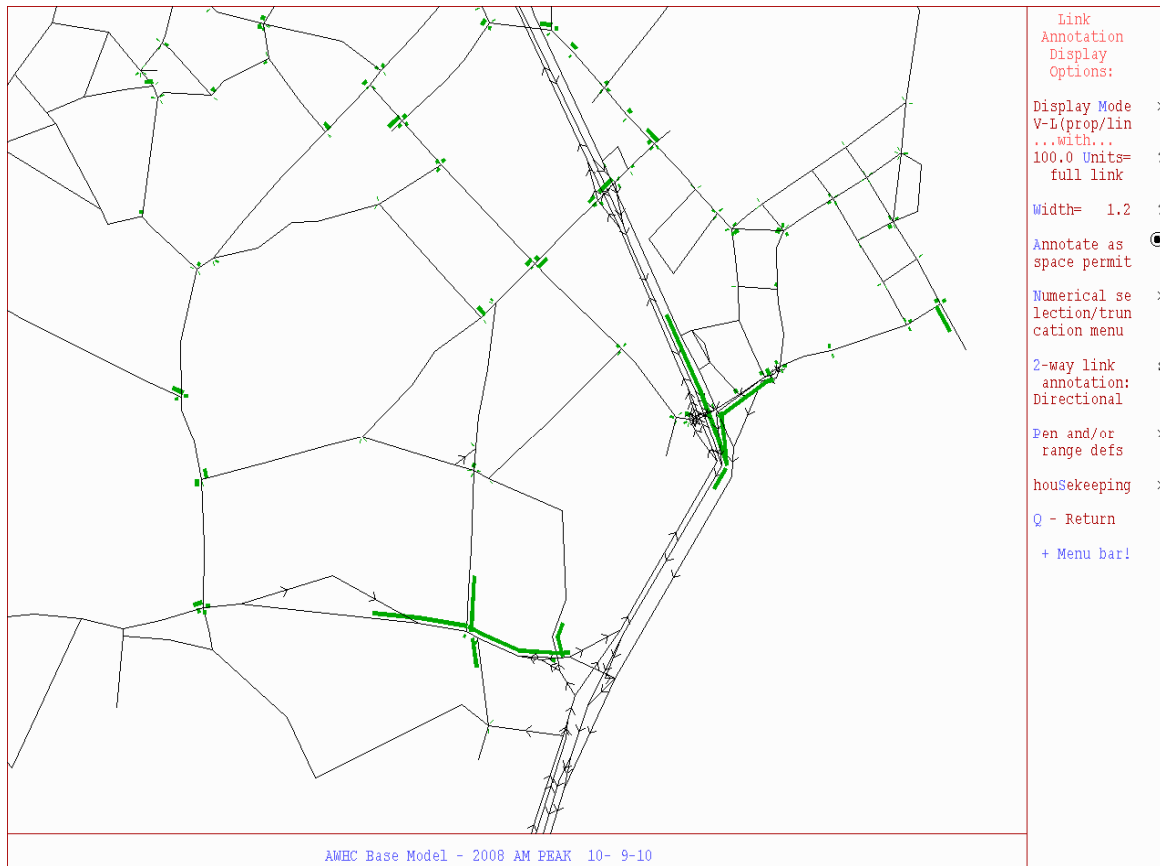 Link
Annotation
Display
Options:
Display Mode
V-L(prop/lin
...with...
100.0 Units=
full link
Width= 1.2
Annotate as
space permit
Numerical se
lection/trun
cation menu
2-way link
annotation:
Directional
Pen and/or
range defs
houSekeeping
Q - Return
+ Menu bar!
AWHC Base Model - 2008 AM PEAK 10- 9-10